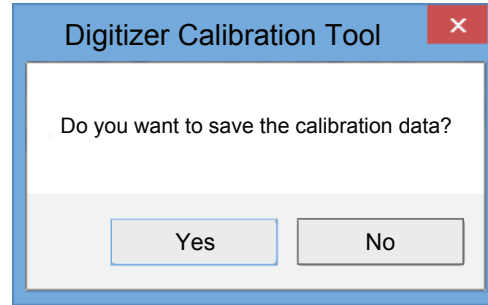 Digitizer Calibration Tool
Do you want to save the calibration data?
Yes
No